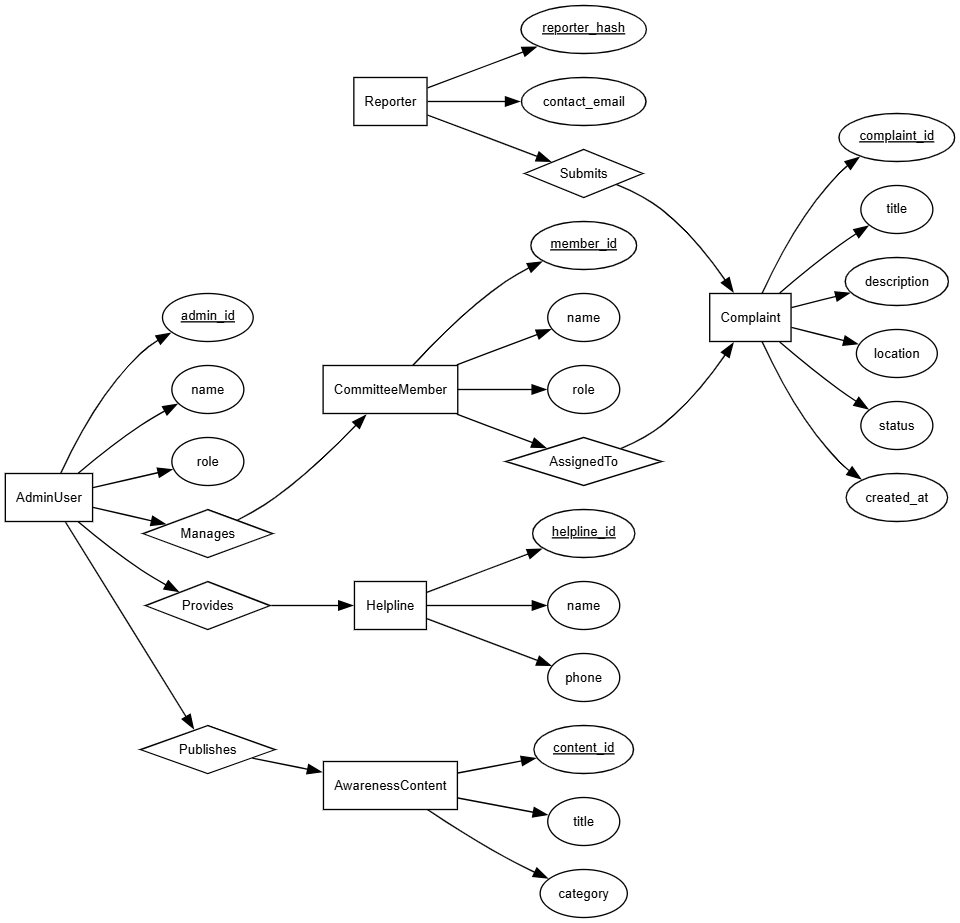 reporter_hash
Reporter
contact_email
Submits
complaint_id
title
description
Complaint
location
status
created_at
member_id
name
CommitteeMember
role
AssignedTo
admin_id
name
role
AdminUser
Manages
Provides
helpline_id
Helpline
name
phone
Publishes
content_id
AwarenessContent
title
category